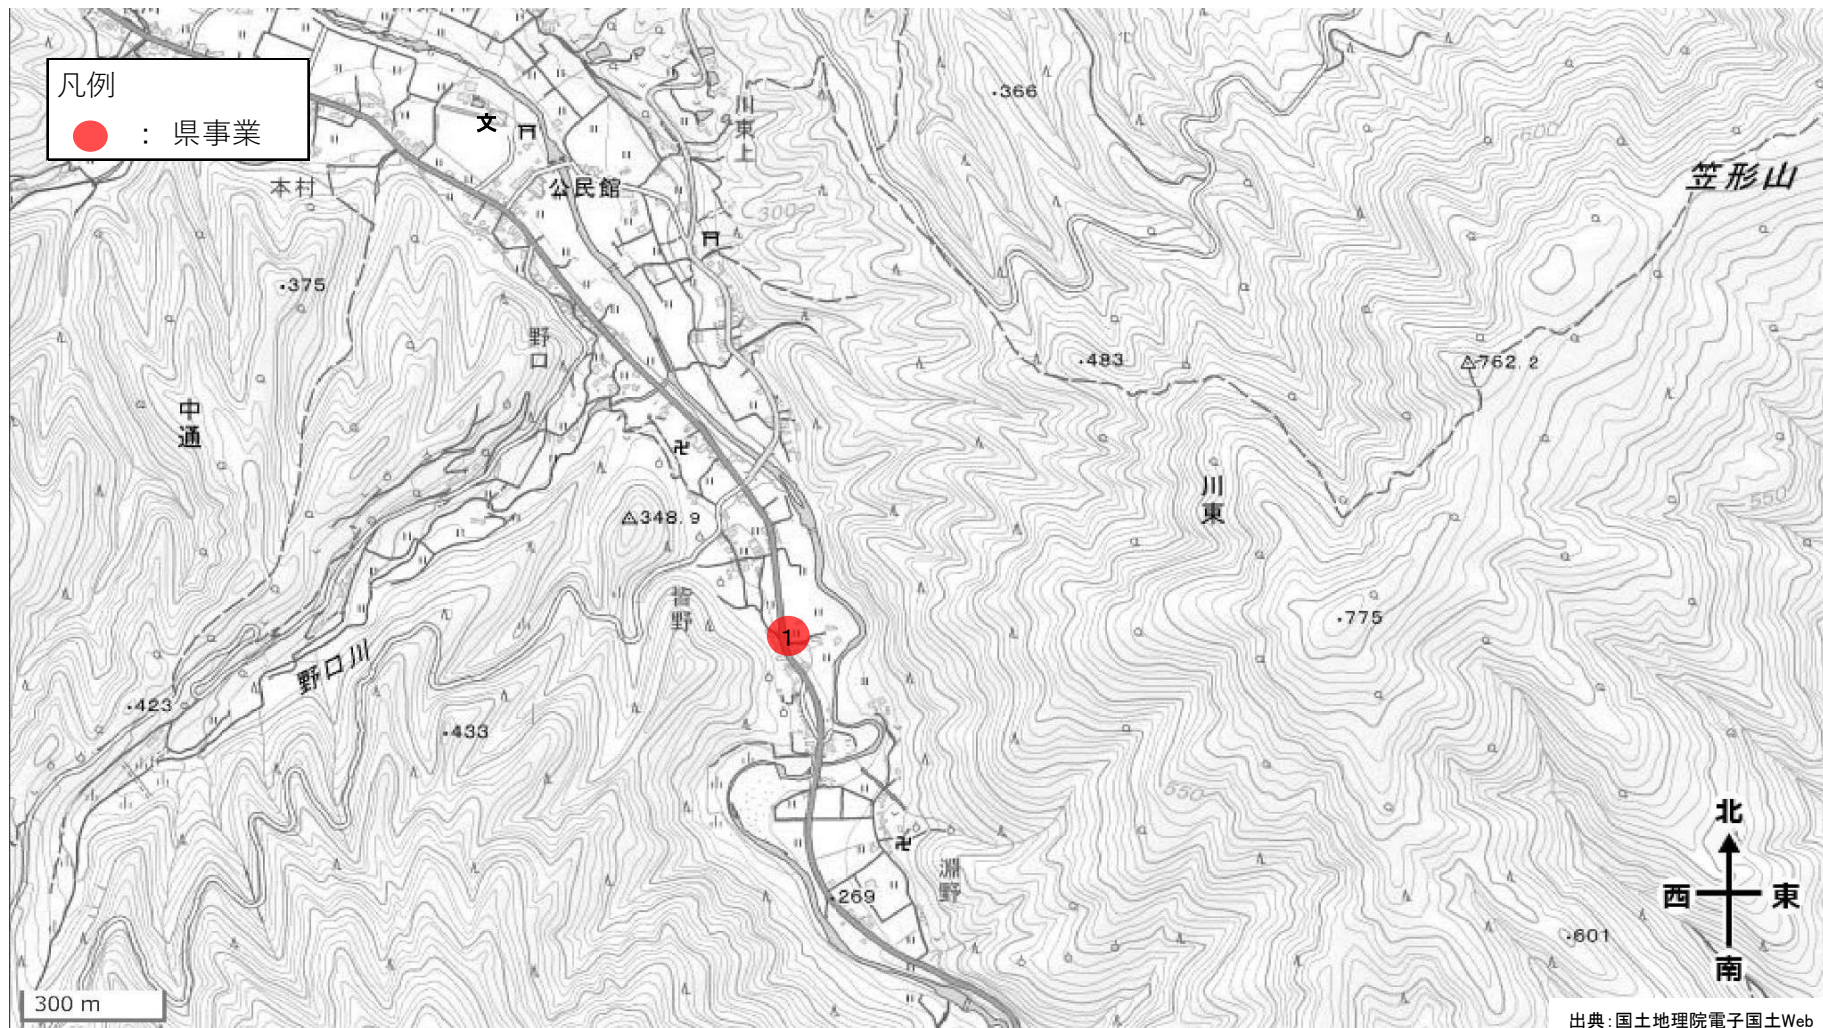 凡例
： 県事業
366
川東上
文
本村
公民館
300
600
笠形山
375
野口
483
762.2
中通
川東
550
348.9
皆野
1
775
野口川
423
433
550
269
淵野
601
北
西 東
南
300 m
出典：国土地理院電子国土Web